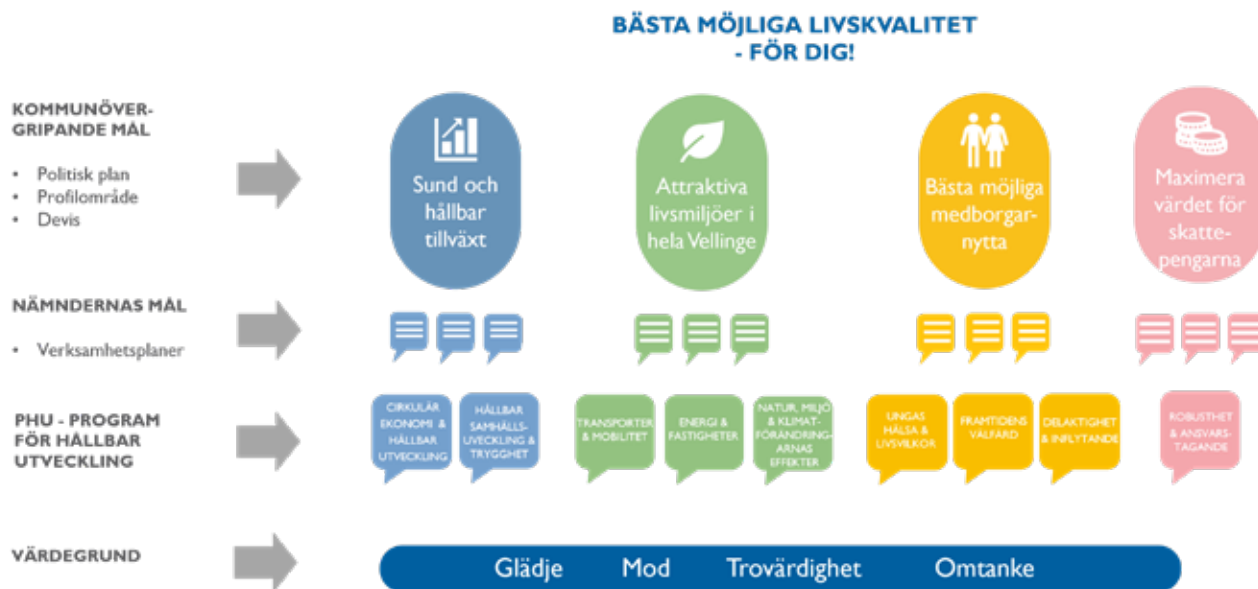 BÄSTA MÖJLIGA LIVSKVALITET
- FÖR DIG!
KOMMUNÖVER-
GRIPANDE MÅL
• Politisk plan
• Profilområde
• Devis
Sund och
hållbar
tillväxt
Attraktiva
livsmiljöer i
hela Vellinge
Bästa möjliga
medborgar-
nytta
Maximera
värdet för
skatte-
pengarna
NÄMNDERNAS MÅL
• Verksamhetsplaner
PHU - PROGRAM
FÖR HÅLLBAR
UTVECKLING
CIRKULÄR
EKONOMI &
HÅLLBAR
UTVECKLING
HÅLLBAR
SAMHÄLLS-
UVECKLING &
TRYGGHET
TRANSPORTER
& MOBILITET
ENERGI &
FASTIGHETER
NATUR, MILJÖ
& KLIMAT-
FÖRÄNDRING-
ARNAS
EFFEKTER
UNGAS
HÄLSA &
LIVSVILKOR
FRAMTIDENS
VÄLFÄRD
DELAKTIGHET
& INFLYTANDE
ROBUSTHET
& ANSVARS-
TAGANDE
VÄRDEGRUND
Glädje Mod Trovärdighet Omtanke